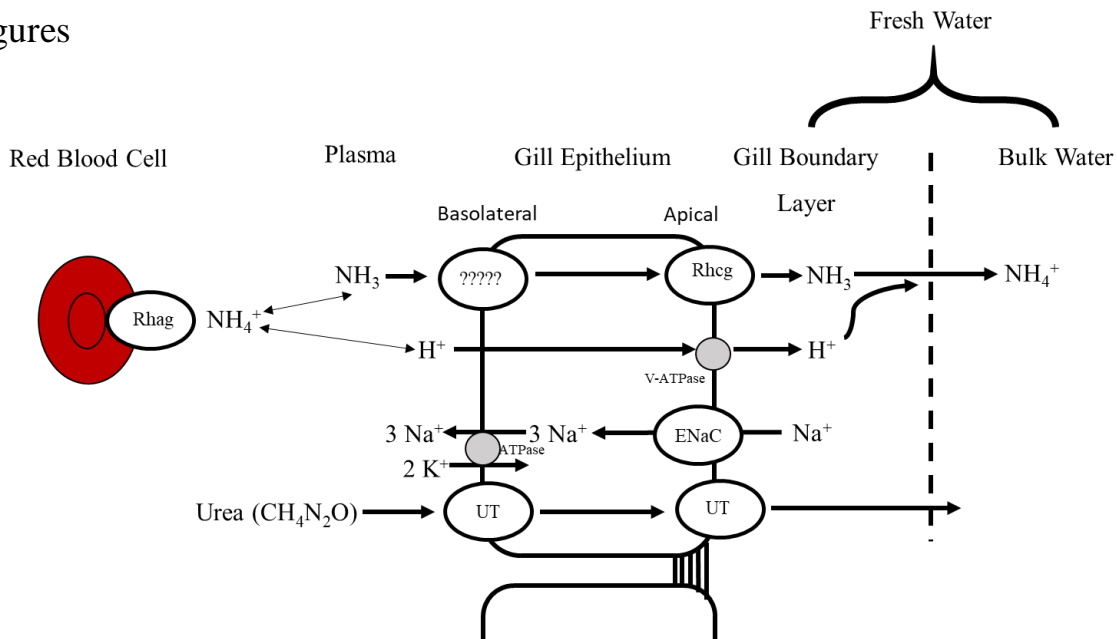 gures
Fresh Water
Red Blood Cell
Plasma
Gill Epithelium
Gill Boundary
Layer
Bulk Water
Basolateral
Apical
Rhag
NH₄⁺
NH₃
?????
Rhcg
NH₃
NH₄⁺
H⁺
V-ATPase
H⁺
3 Na⁺
ATPase
3 Na⁺
ENaC
Na⁺
2 K⁺
Urea (CH₄N₂O)
UT
UT